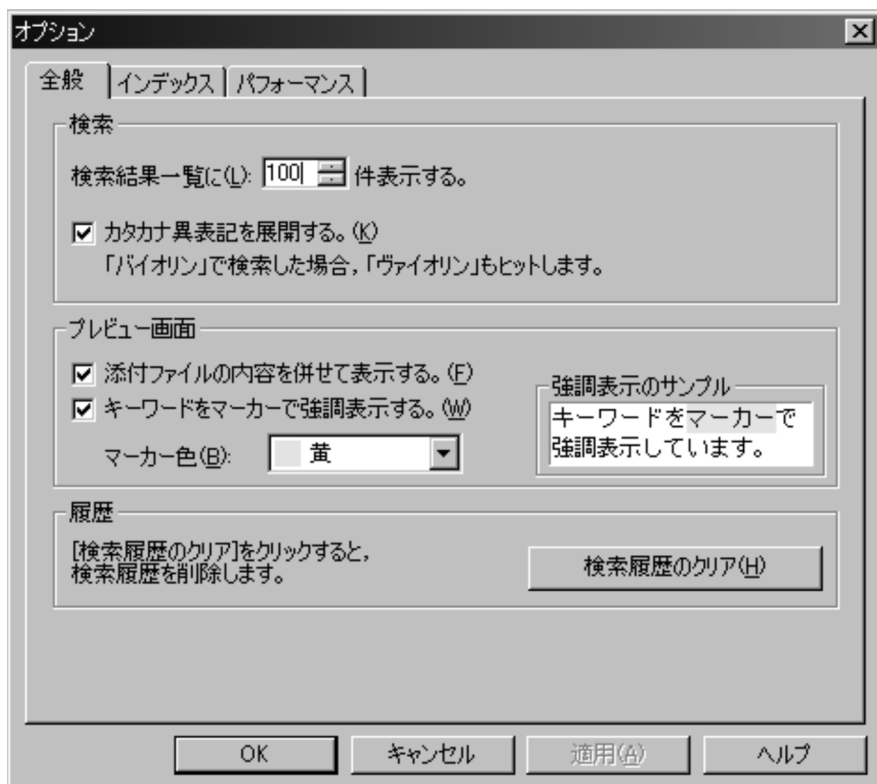 オプション
全般 インデックス パフォーマンス
検索
検索結果一覧に(L): 100 件表示する。
カタカナ異表記を展開する。(K)
「バイオリン」で検索した場合,「ヴァイオリン」もヒットします。
プレビュー画面
添付ファイルの内容を併せて表示する。(F)
キーワードをマーカーで強調表示する。(W)
マーカー色(B): 黄
強調表示のサンプル
キーワードをマーカーで
強調表示しています。
履歴
[検索履歴のクリア]をクリックすると,
検索履歴を削除します。
検索履歴のクリア(H)
OK キャンセル 適用(A) ヘルプ